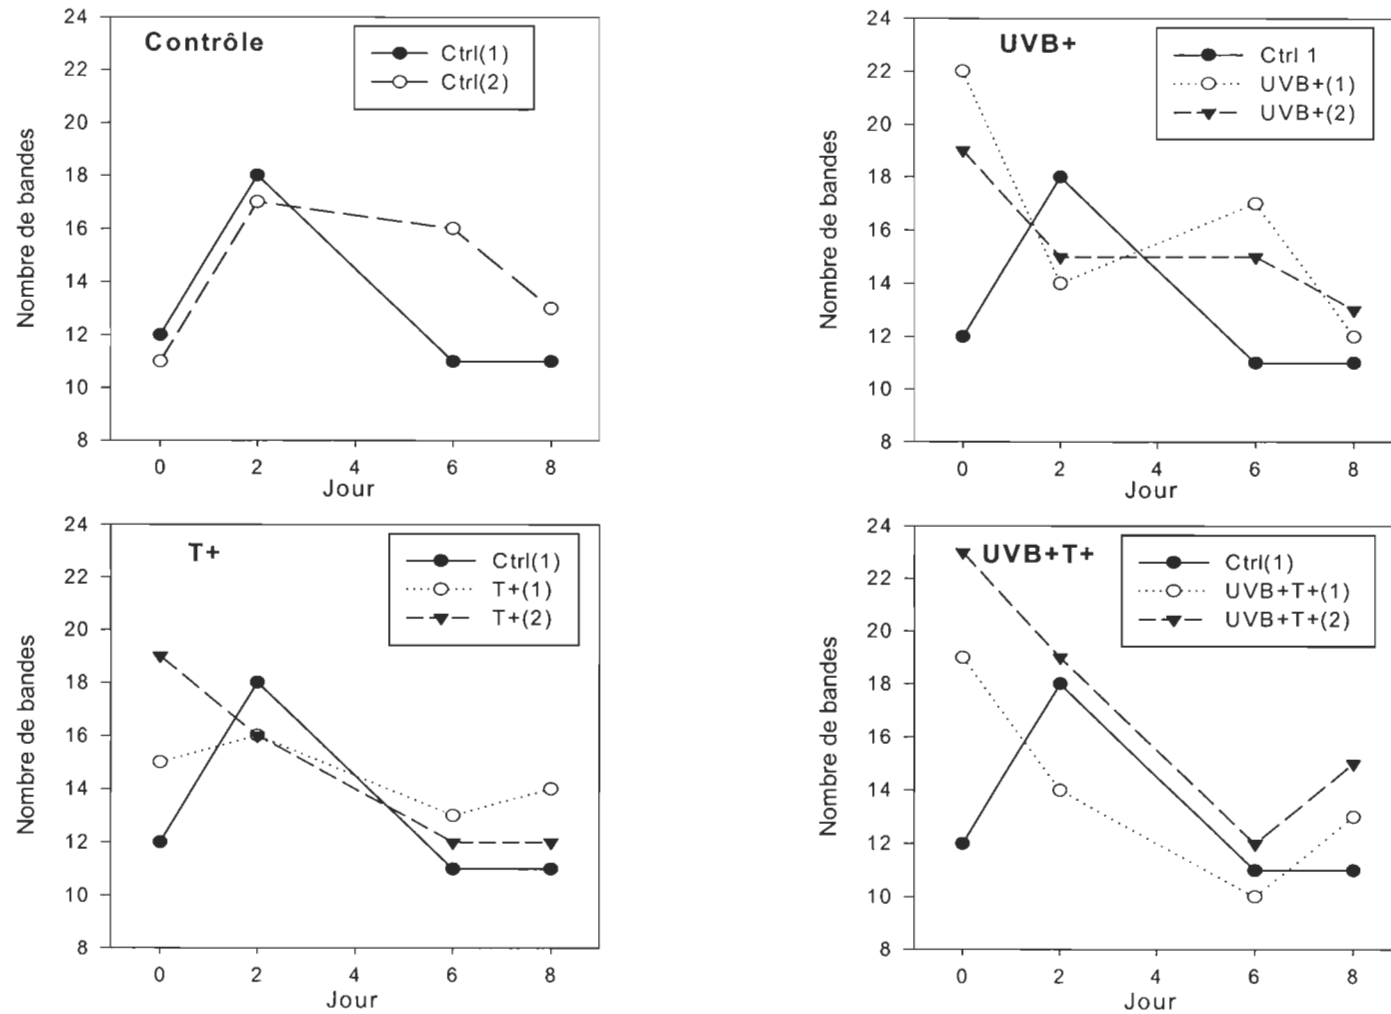 Contrôle
Ctrl(1)
Ctrl(2)
24
22
20
18
16
14
12
10
8
Nombre de bandes
0 2 4 6 8
Jour
UVB+
Ctrl 1
UVB+(1)
UVB+(2)
24
22
20
18
16
14
12
10
8
Nombre de bandes
0 2 4 6 8
Jour
T+
Ctrl(1)
T+(1)
T+(2)
24
22
20
18
16
14
12
10
8
Nombre de bandes
0 2 4 6 8
Jour
UVB+T+
Ctrl(1)
UVB+T+(1)
UVB+T+(2)
24
22
20
18
16
14
12
10
8
Nombre de bandes
0 2 4 6 8
Jour